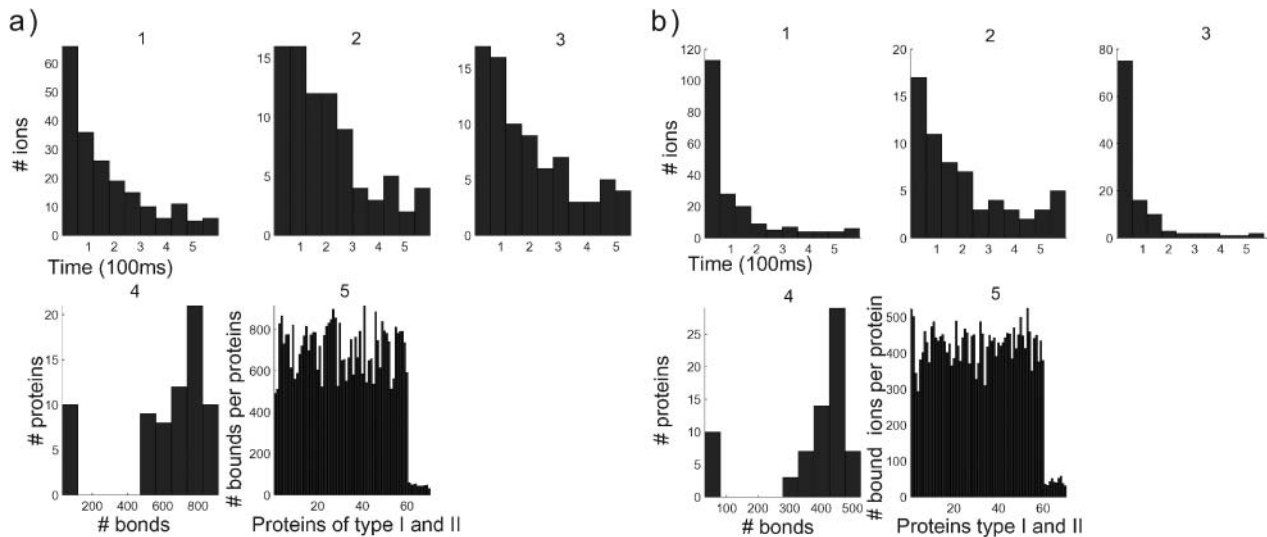 a)
1
2
3
# ions
60
50
40
30
20
10
0
1 2 3 4 5
15
10
5
0
1 2 3 4 5
15
10
5
0
1 2 3 4 5
Time (100ms)
4
5
# proteins
20
15
10
5
0
200 400 600 800
# bonds
# bounds per proteins
800
600
400
200
0
20 40 60
Proteins of type I and II
b)
1
2
3
# ions
120
100
80
60
40
20
0
1 2 3 4 5
20
15
10
5
0
1 2 3 4 5
80
60
40
20
0
1 2 3 4 5
Time (100ms)
4
5
# proteins
25
20
15
10
5
0
100 200 300 400 500
# bonds
# bound ions per protein
500
400
300
200
100
0
20 40 60
Proteins type I and II